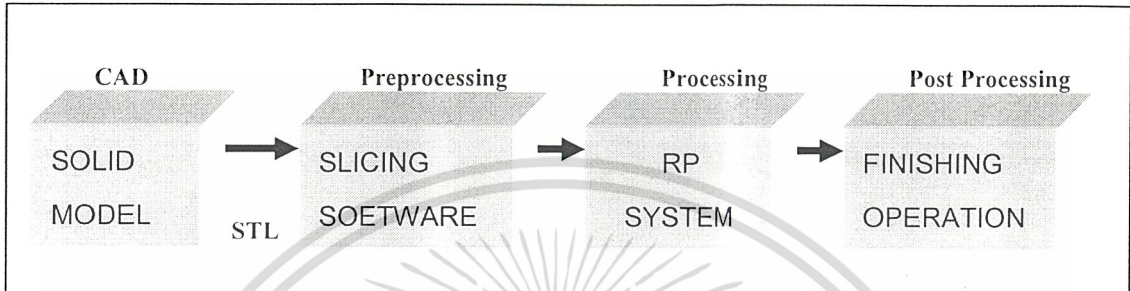 CAD
Preprocessing
Processing
Post Processing
SOLID
MODEL
STL
SLICING
SOETWARE
RP
SYSTEM
FINISHING
OPERATION